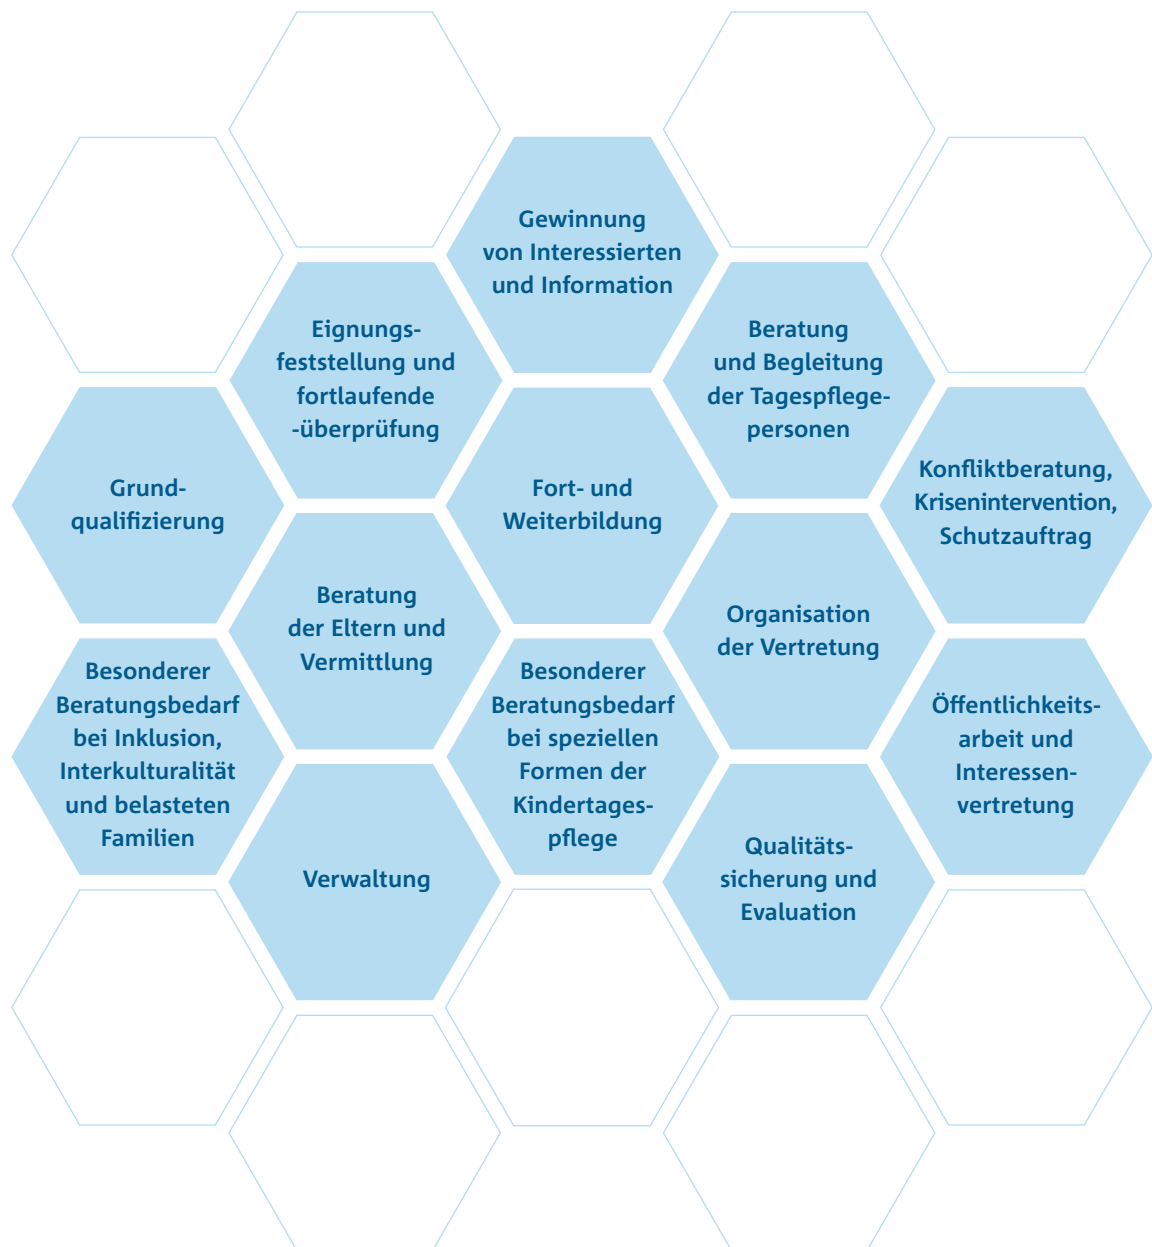 Gewinnung
von Interessierten
und Information
Eignungs-
feststellung und
fortlaufende
-überprüfung
Beratung
und Begleitung
der Tagespflege-
personen
Grund-
qualifizierung
Fort- und
Weiterbildung
Konfliktberatung,
Krisenintervention,
Schutzauftrag
Beratung
der Eltern und
Vermittlung
Organisation
der Vertretung
Besonderer
Beratungsbedarf
bei Inklusion,
Interkulturalität
und belasteten
Familien
Besonderer
Beratungsbedarf
bei speziellen
Formen der
Kindertages-
pflege
Öffentlichkeits-
arbeit und
Interessen-
vertretung
Verwaltung
Qualitäts-
sicherung und
Evaluation